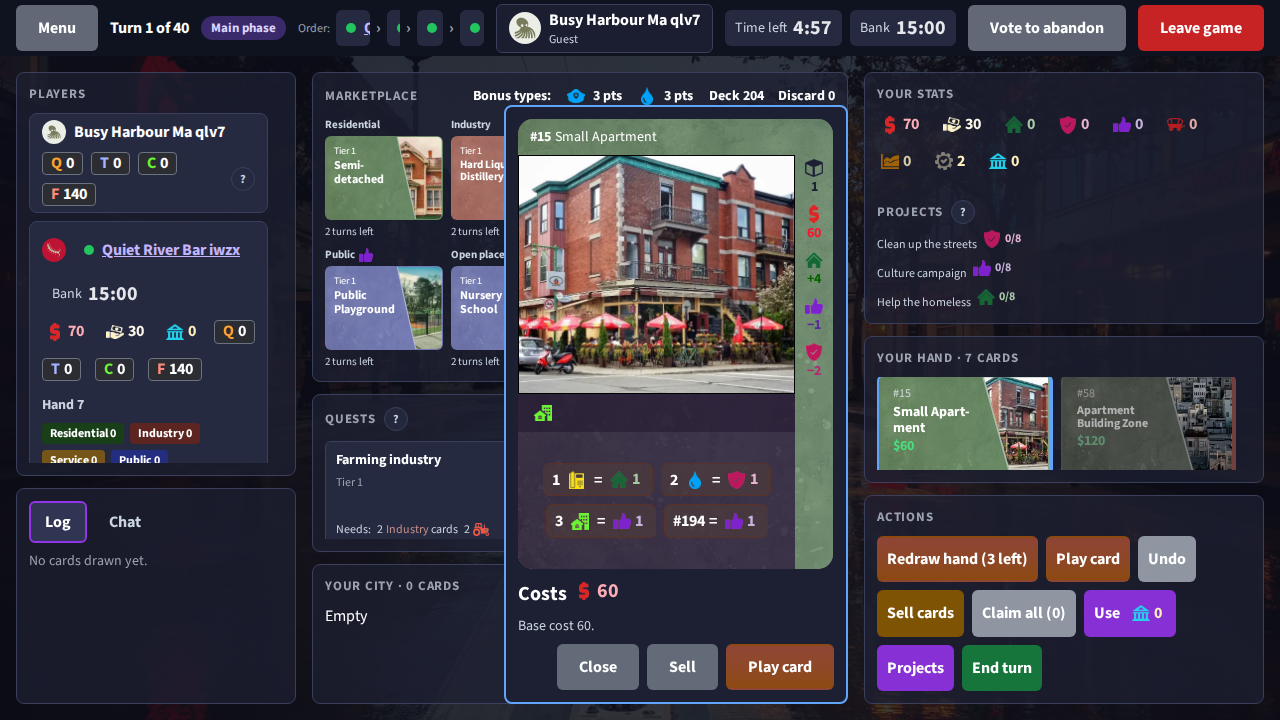 Menu
Turn 1 of 40
Main phase
Order:
›
›
›
Busy Harbour Ma qlv7
Guest
Time left 4:57
Bank 15:00
Vote to abandon
Leave game
PLAYERS
Busy Harbour Ma qlv7
Q 0
T 0
C 0
F 140
?
Quiet River Bar iwzx
Bank 15:00
70
30
0
Q 0
T 0
C 0
F 140
Hand 7
Residential 0
Industry 0
Service 0
Public 0
Log
Chat
No cards drawn yet.
MARKETPLACE
Bonus types:
3 pts
3 pts
Deck 204
Discard 0
Residential
Industry
Tier 1
Semi-
detached
Tier 1
Hard Liqu
Distillery
2 turns left
2 turns left
Public
Open place
Tier 1
Public
Playground
Tier 1
Nursery
School
2 turns left
2 turns left
QUESTS
?
Farming industry
Tier 1
Needs: 2 Industry cards 2
YOUR CITY · 0 CARDS
Empty
#15 Small Apartment
1
60
+4
−1
−2
1 = 1
2 = 1
3 = 1
#194 = 1
Costs 60
Base cost 60.
Close
Sell
Play card
YOUR STATS
70
30
0
0
0
0
0
2
0
PROJECTS
?
Clean up the streets 0/8
Culture campaign 0/8
Help the homeless 0/8
YOUR HAND · 7 CARDS
#15
Small Apart-
ment
$60
#58
Apartment
Building Zone
$120
ACTIONS
Redraw hand (3 left)
Play card
Undo
Sell cards
Claim all (0)
Use 0
Projects
End turn